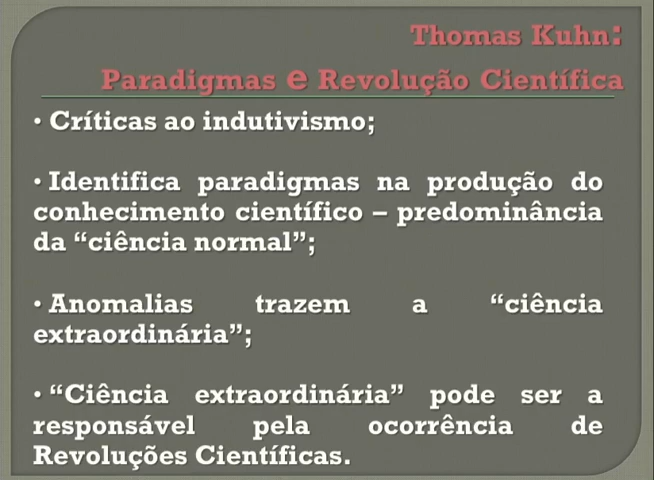 Thomas Kuhn:
Paradigmas e Revolução Científica
• Críticas ao indutivismo;
• Identifica paradigmas na produção do
conhecimento científico – predominância
da “ciência normal”;
• Anomalias trazem a “ciência
extraordinária”;
• “Ciência extraordinária” pode ser a
responsável pela ocorrência de
Revoluções Científicas.